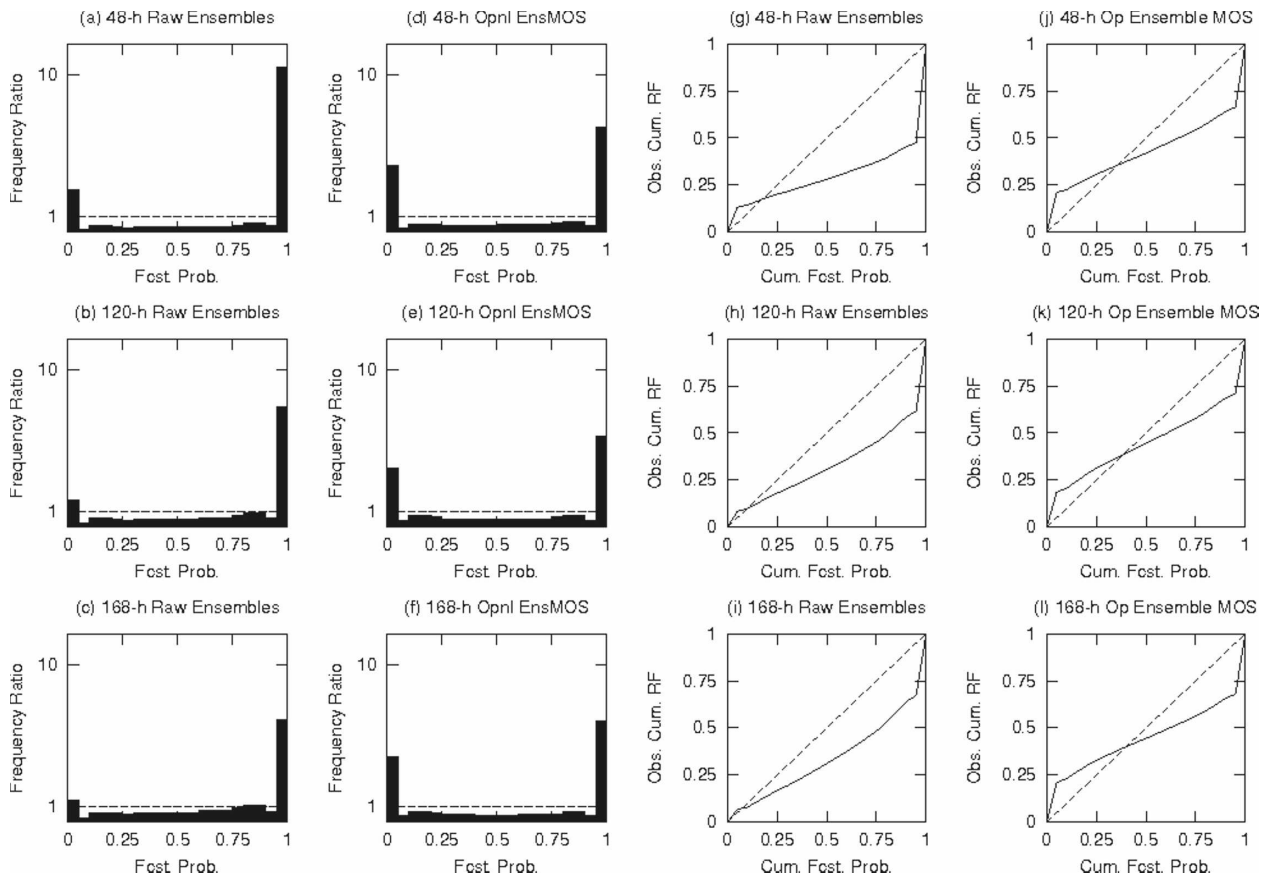 (a) 48-h Raw Ensembles
Frequency Ratio
10
1
0 0.25 0.5 0.75 1
Fcst. Prob.
(d) 48-h Opnl EnsMOS
Frequency Ratio
10
1
0 0.25 0.5 0.75 1
Fcst. Prob.
(g) 48-h Raw Ensembles
Obs. Cum. RF
1
0.75
0.5
0.25
0
0 0.25 0.5 0.75 1
Cum. Fcst. Prob.
(j) 48-h Op Ensemble MOS
Obs. Cum. RF
1
0.75
0.5
0.25
0
0 0.25 0.5 0.75 1
Cum. Fcst. Prob.
(b) 120-h Raw Ensembles
Frequency Ratio
10
1
0 0.25 0.5 0.75 1
Fcst. Prob.
(e) 120-h Opnl EnsMOS
Frequency Ratio
10
1
0 0.25 0.5 0.75 1
Fcst. Prob.
(h) 120-h Raw Ensembles
Obs. Cum. RF
1
0.75
0.5
0.25
0
0 0.25 0.5 0.75 1
Cum. Fcst. Prob.
(k) 120-h Op Ensemble MOS
Obs. Cum. RF
1
0.75
0.5
0.25
0
0 0.25 0.5 0.75 1
Cum. Fcst. Prob.
(c) 168-h Raw Ensembles
Frequency Ratio
10
1
0 0.25 0.5 0.75 1
Fcst. Prob.
(f) 168-h Opnl EnsMOS
Frequency Ratio
10
1
0 0.25 0.5 0.75 1
Fcst. Prob.
(i) 168-h Raw Ensembles
Obs. Cum. RF
1
0.75
0.5
0.25
0
0 0.25 0.5 0.75 1
Cum. Fcst. Prob.
(l) 168-h Op Ensemble MOS
Obs. Cum. RF
1
0.75
0.5
0.25
0
0 0.25 0.5 0.75 1
Cum. Fcst. Prob.